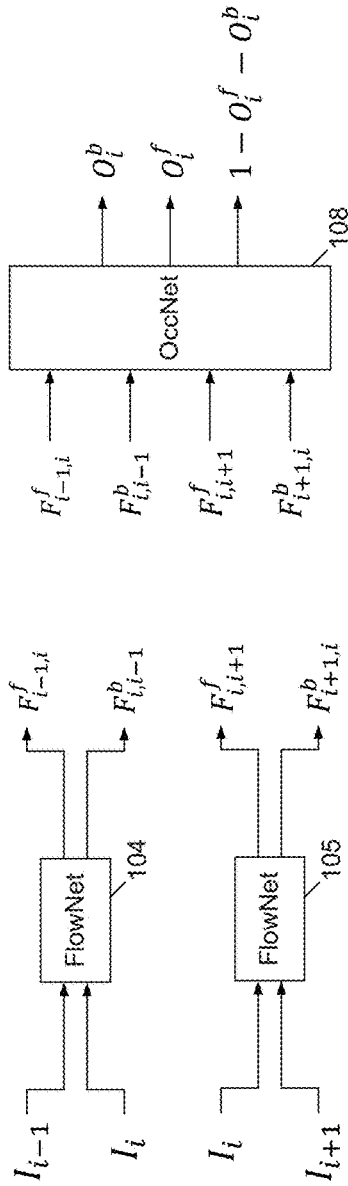 I_{i-1}
I_i
FlowNet
104
F^f_{i-1,i}
F^b_{i,i-1}
I_i
I_{i+1}
FlowNet
105
F^f_{i,i+1}
F^b_{i+1,i}
F^f_{i-1,i}
F^b_{i,i-1}
F^f_{i,i+1}
F^b_{i+1,i}
OccNet
108
O^b_i
O^f_i
1 - O^f_i - O^b_i